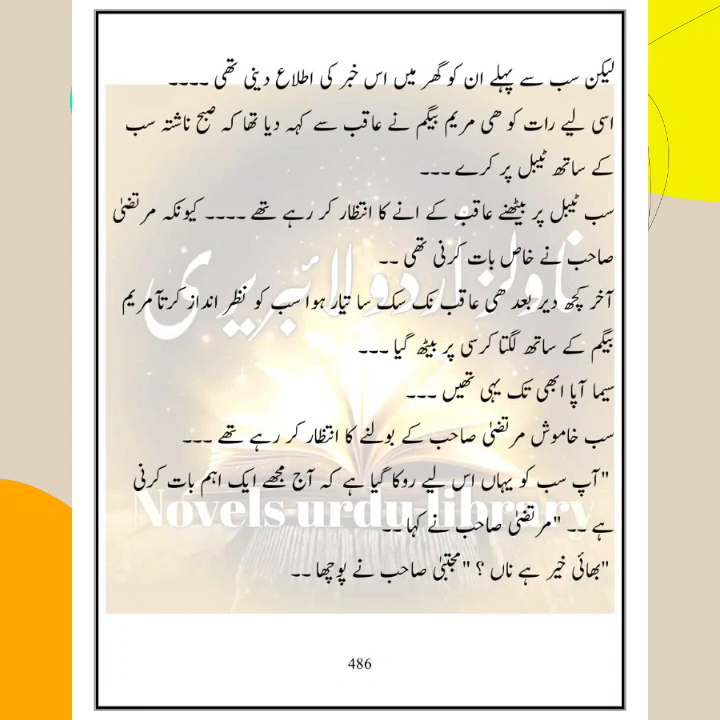 لیکن سب سے پہلے ان کو گھر میں اس خبر کی اطلاع دینی تھی ۔۔۔۔
اسی لیے رات کو ھی مریم بیگم نے عاقب سے کہہ دیا تھا کہ صبح ناشتہ سب
کے ساتھ ٹیبل پر کرے ۔۔۔
سب ٹیبل پر بیٹھنے عاقب کے انے کا انتظار کر رہے تھے ۔۔۔۔ کیونکہ مرتضیٰ
صاحب نے خاص بات کرنی تھی ۔۔
ناولز اُردو لائبریری
آخر کچھ دیر بعد ھی عاقب نک سک سا تیار ہوا سب کو نظر انداز کرتا مریم
بیگم کے ساتھ لگتا کرسی پر بیٹھ گیا ۔۔۔
سیما آپا ابھی تک یہی تھیں ۔۔۔
سب خاموش مرتضیٰ صاحب کے بولنے کا انتظار کر رہے تھے ۔۔۔
"آپ سب کو یہاں اس لیے روکا گیا ہے کہ آج مجھے ایک اہم بات کرنی
Novels urdu library
ہے ۔۔ "مرتضیٰ صاحب نے کہا ۔۔
"بھائی خیر ہے ناں ؟ "مجتبیٰ صاحب نے پوچھا ۔۔
486